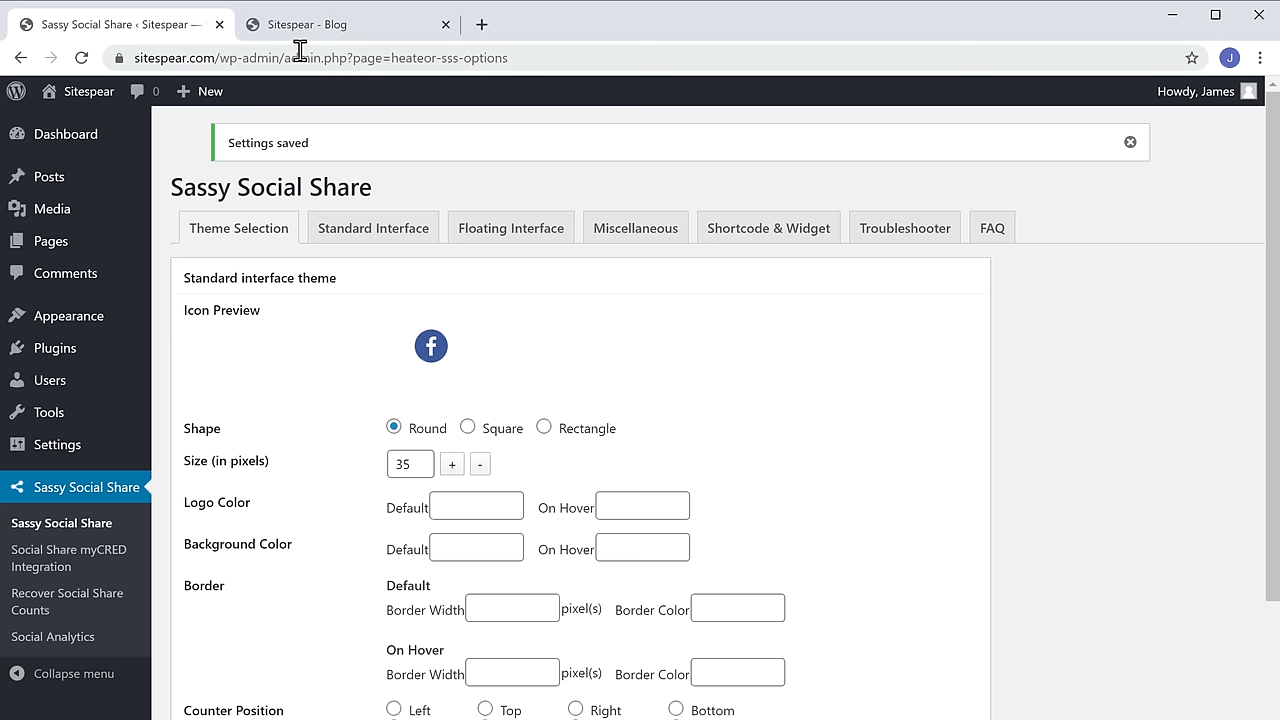 Sassy Social Share ‹ Sitespear —
Sitespear - Blog
sitespear.com/wp-admin/admin.php?page=heateor-sss-options
J
Sitespear
0
New
Howdy, James
Dashboard
Posts
Media
Pages
Comments
Appearance
Plugins
Users
Tools
Settings
Sassy Social Share
Sassy Social Share
Social Share myCRED
Integration
Recover Social Share
Counts
Social Analytics
Collapse menu
Settings saved
Sassy Social Share
Theme Selection
Standard Interface
Floating Interface
Miscellaneous
Shortcode & Widget
Troubleshooter
FAQ
Standard interface theme
Icon Preview
Shape
Round Square Rectangle
Size (in pixels)
35 + -
Logo Color
Default On Hover
Background Color
Default On Hover
Border
Default
Border Width pixel(s) Border Color
On Hover
Border Width pixel(s) Border Color
Counter Position
Left Top Right Bottom